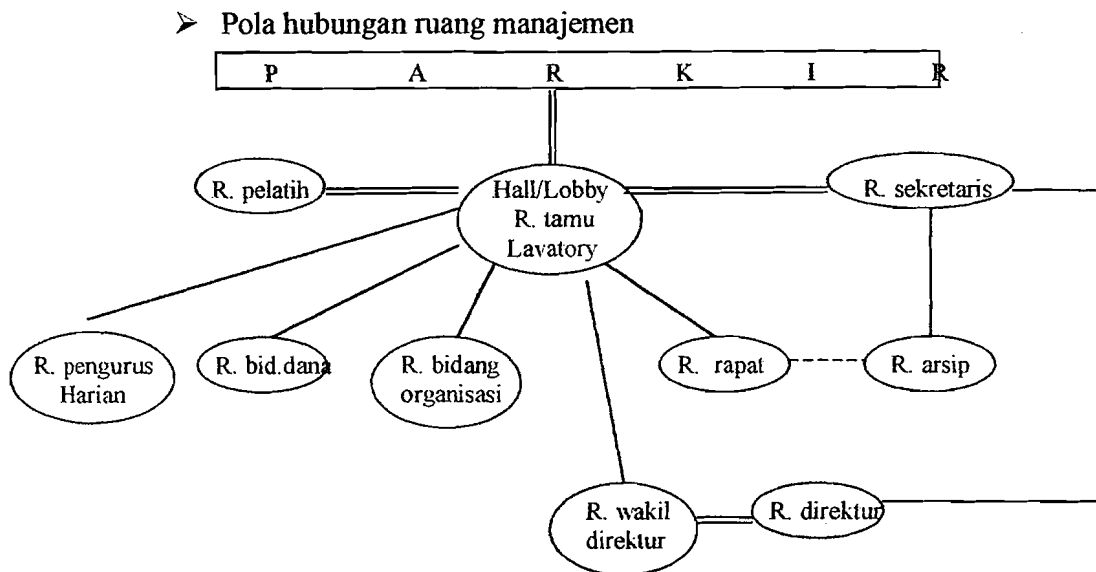 ➢ Pola hubungan ruang manajemen
P A R K I R
R. pelatih
Hall/Lobby
R. tamu
Lavatory
R. sekretaris
R. pengurus
Harian
R. bid.dana
R. bidang
organisasi
R. rapat
R. arsip
R. wakil
direktur
R. direktur